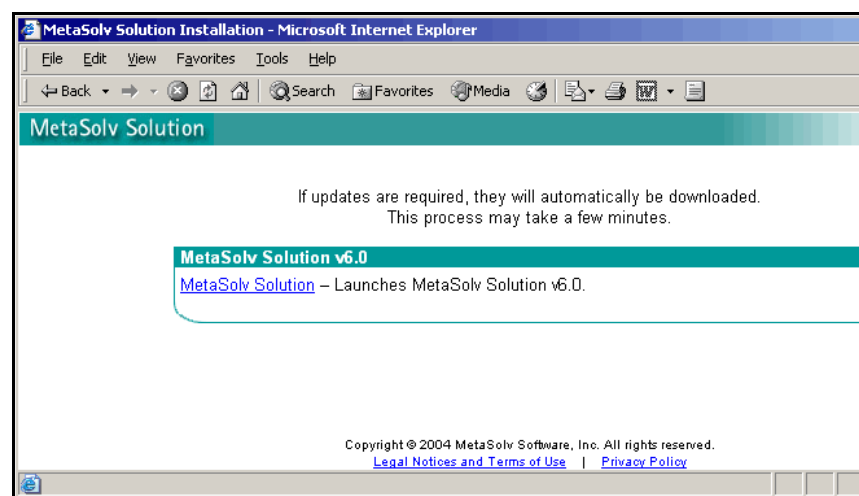 MetaSolv Solution Installation - Microsoft Internet Explorer
File Edit View Favorites Tools Help
Back Search Favorites Media
MetaSolv Solution
If updates are required, they will automatically be downloaded.
This process may take a few minutes.
MetaSolv Solution v6.0
MetaSolv Solution – Launches MetaSolv Solution v6.0.
Copyright © 2004 MetaSolv Software, Inc. All rights reserved.
Legal Notices and Terms of Use | Privacy Policy